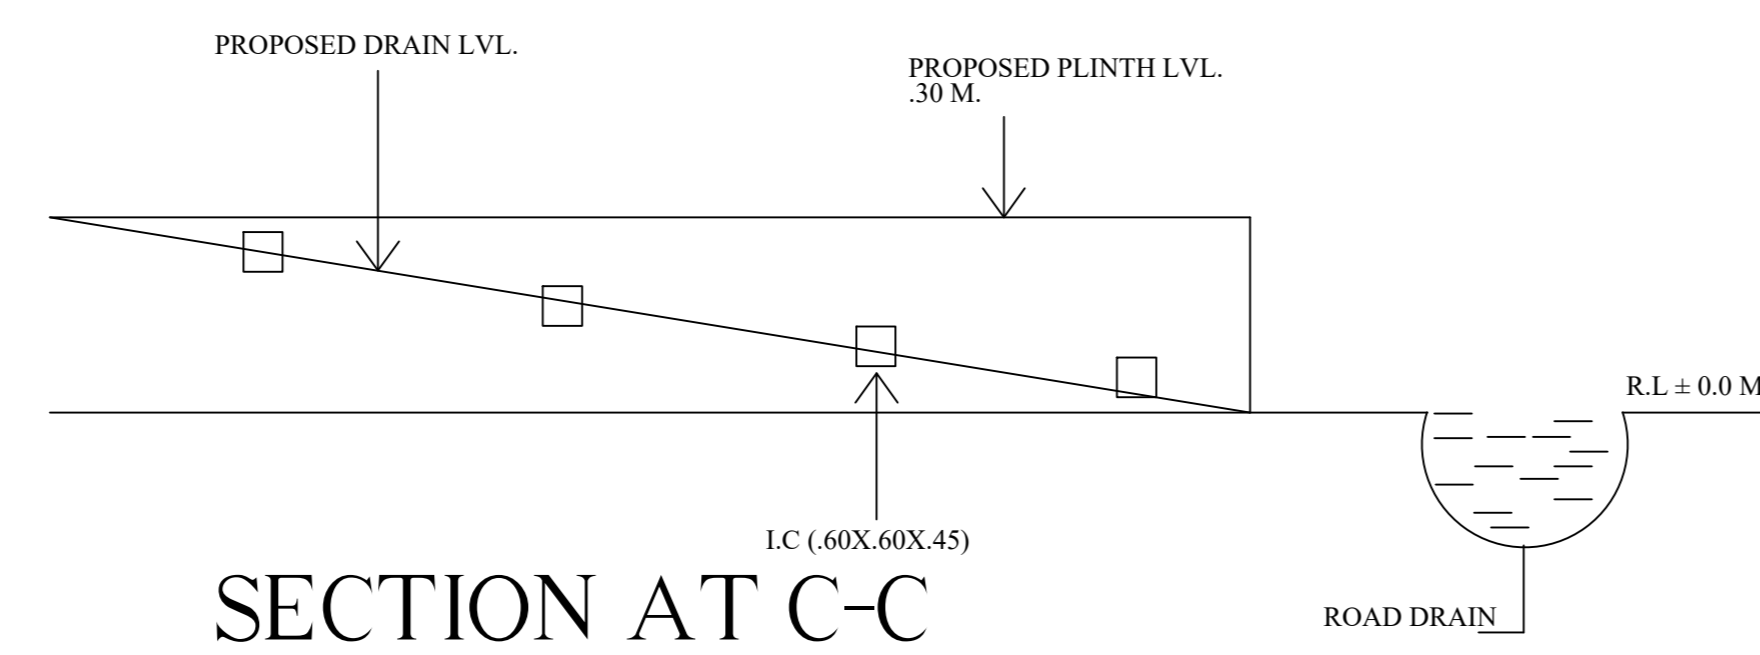 PROPOSED DRAIN LVL.
PROPOSED PLINTH LVL.
.30 M.
R.L ± 0.0 M
I.C (.60X.60X.45)
SECTION AT C-C
ROAD DRAIN